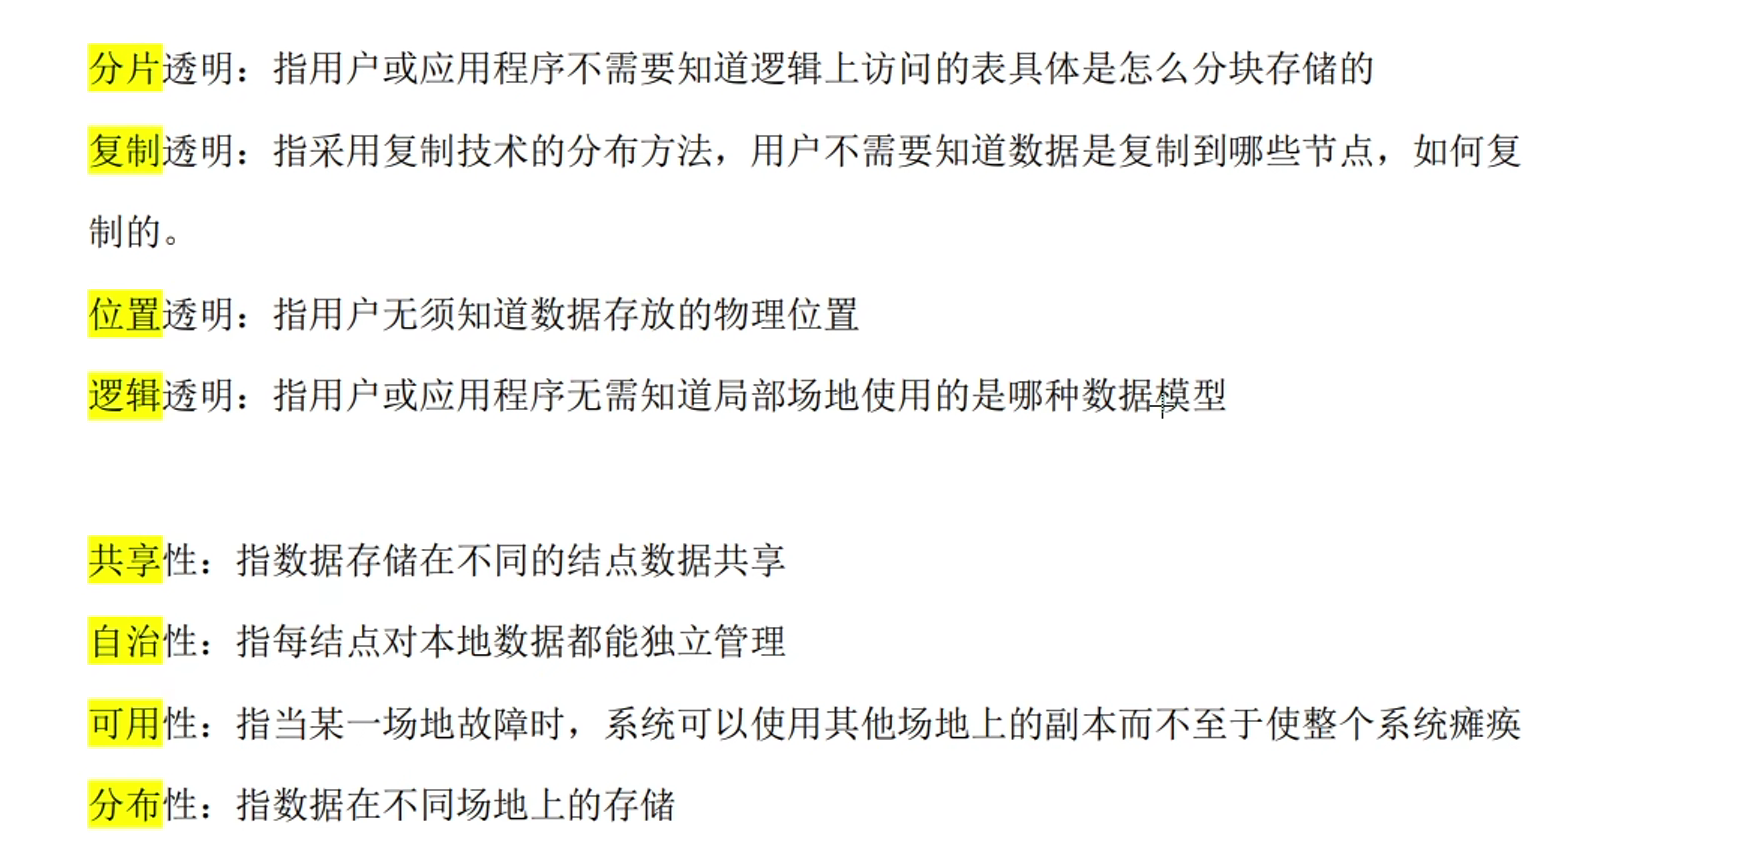 分片透明：指用户或应用程序不需要知道逻辑上访问的表具体是怎么分块存储的
复制透明：指采用复制技术的分布方法，用户不需要知道数据是复制到哪些节点，如何复
制的。
位置透明：指用户无须知道数据存放的物理位置
逻辑透明：指用户或应用程序无需知道局部场地使用的是哪种数据模型
共享性：指数据存储在不同的结点数据共享
自治性：指每结点对本地数据都能独立管理
可用性：指当某一场地故障时，系统可以使用其他场地上的副本而不至于使整个系统瘫痪
分布性：指数据在不同场地上的存储